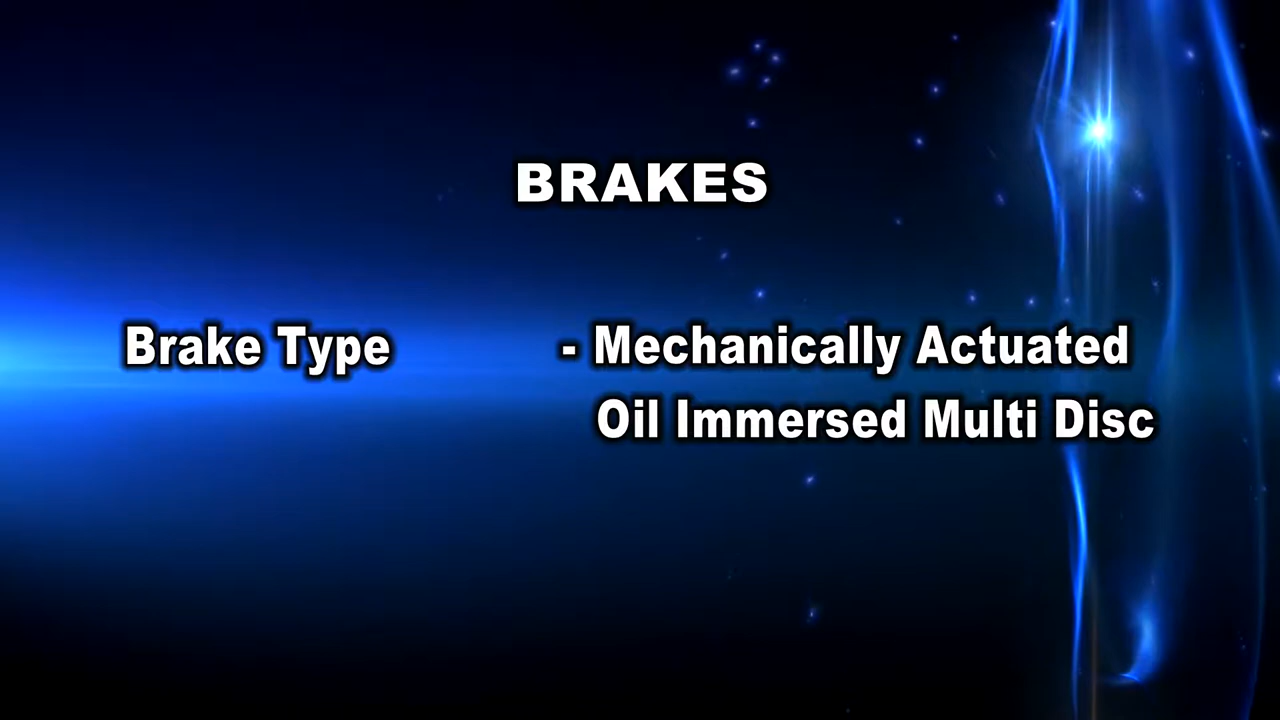 BRAKES
Brake Type - Mechanically Actuated
Oil Immersed Multi Disc